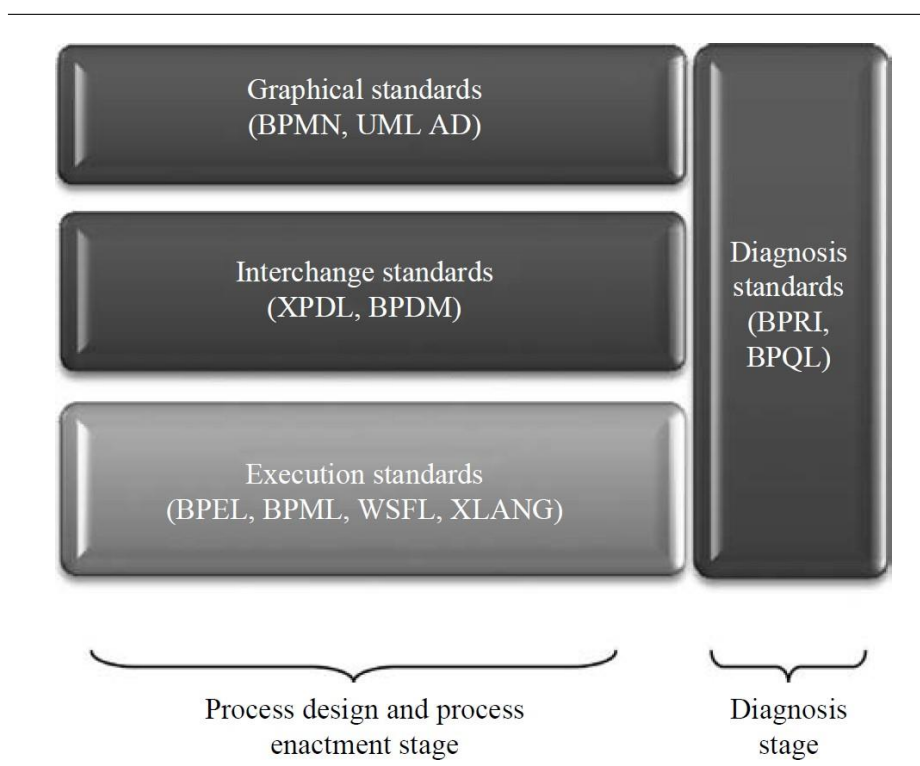 Graphical standards
(BPMN, UML AD)
Interchange standards
(XPDL, BPDM)
Execution standards
(BPEL, BPML, WSFL, XLANG)
Diagnosis
standards
(BPRI,
BPQL)
Process design and process
enactment stage
Diagnosis
stage